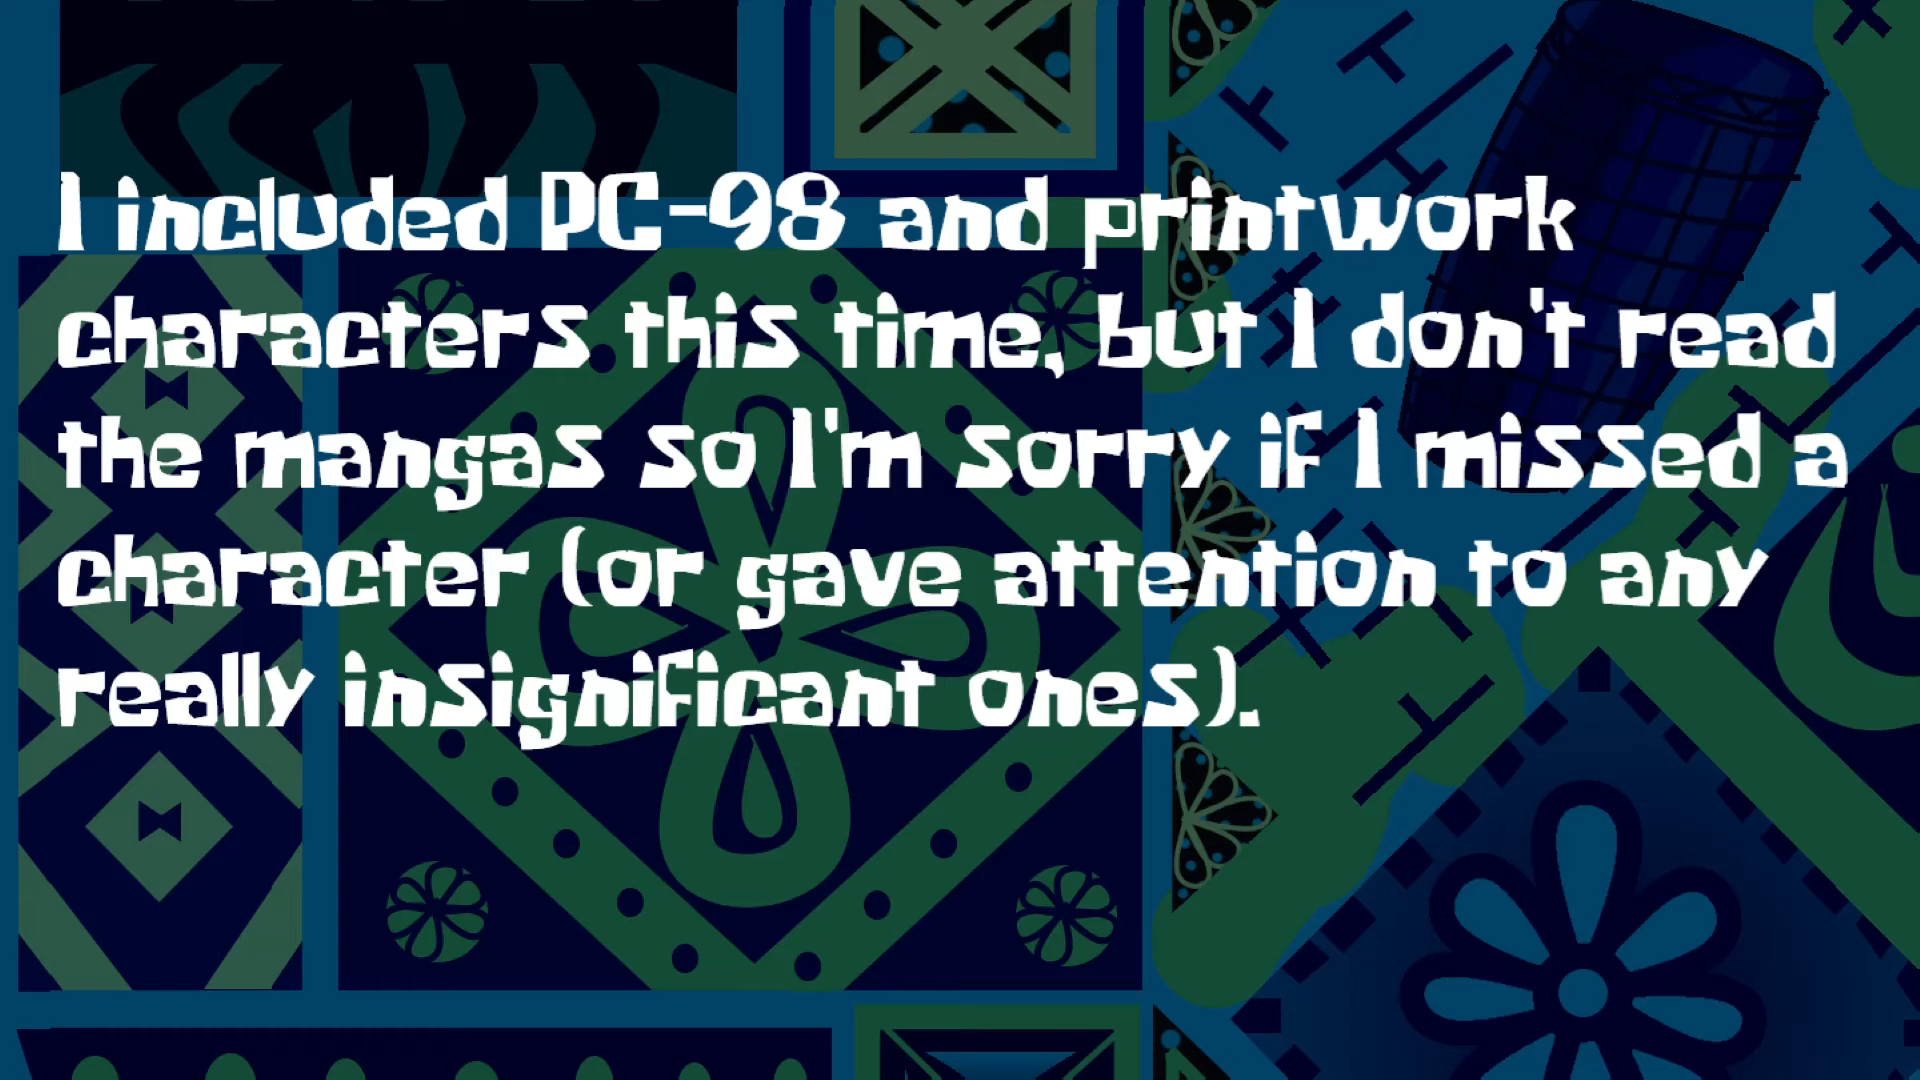 I included PC-98 and printwork
characters this time, but I don't read
the mangas so I'm sorry if I missed a
character (or gave attention to any
really insignificant ones).